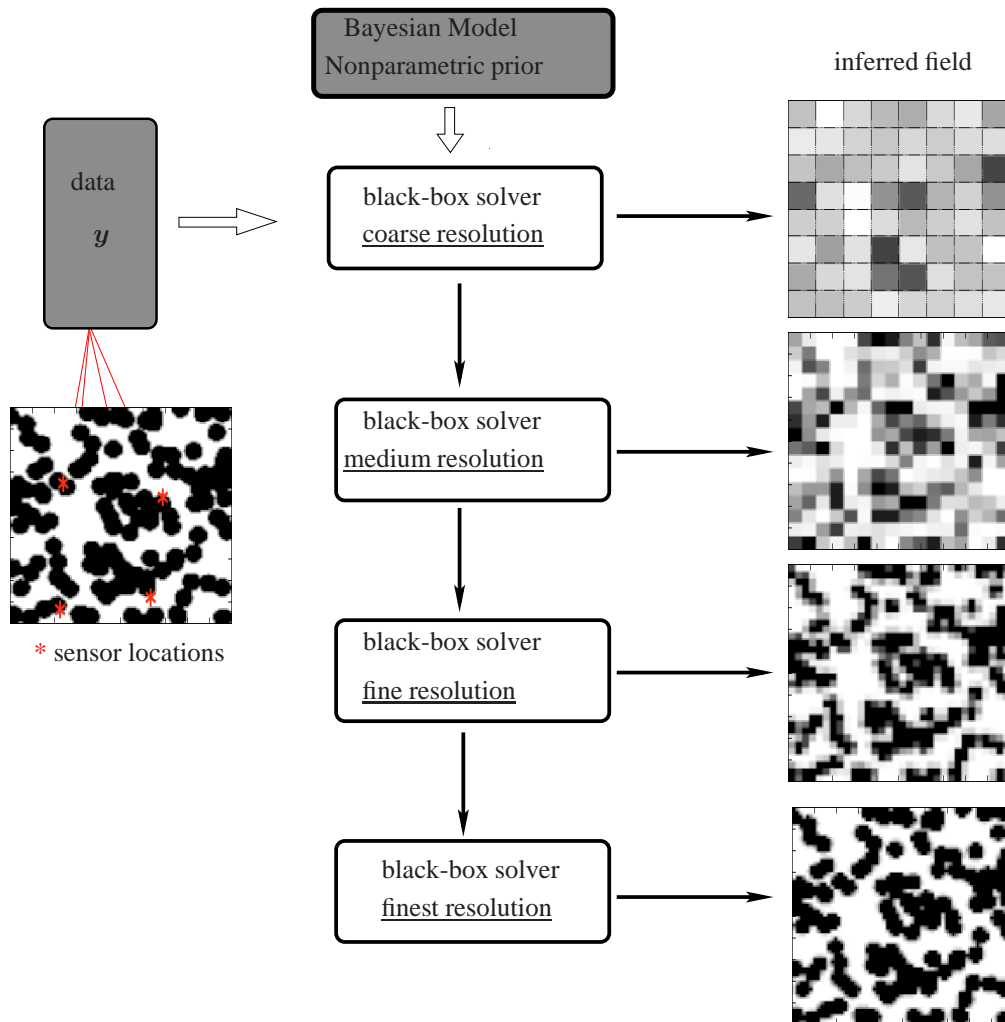 Bayesian Model
Nonparametric prior
inferred field
data
y
black-box solver
coarse resolution
black-box solver
medium resolution
* sensor locations
black-box solver
fine resolution
black-box solver
finest resolution